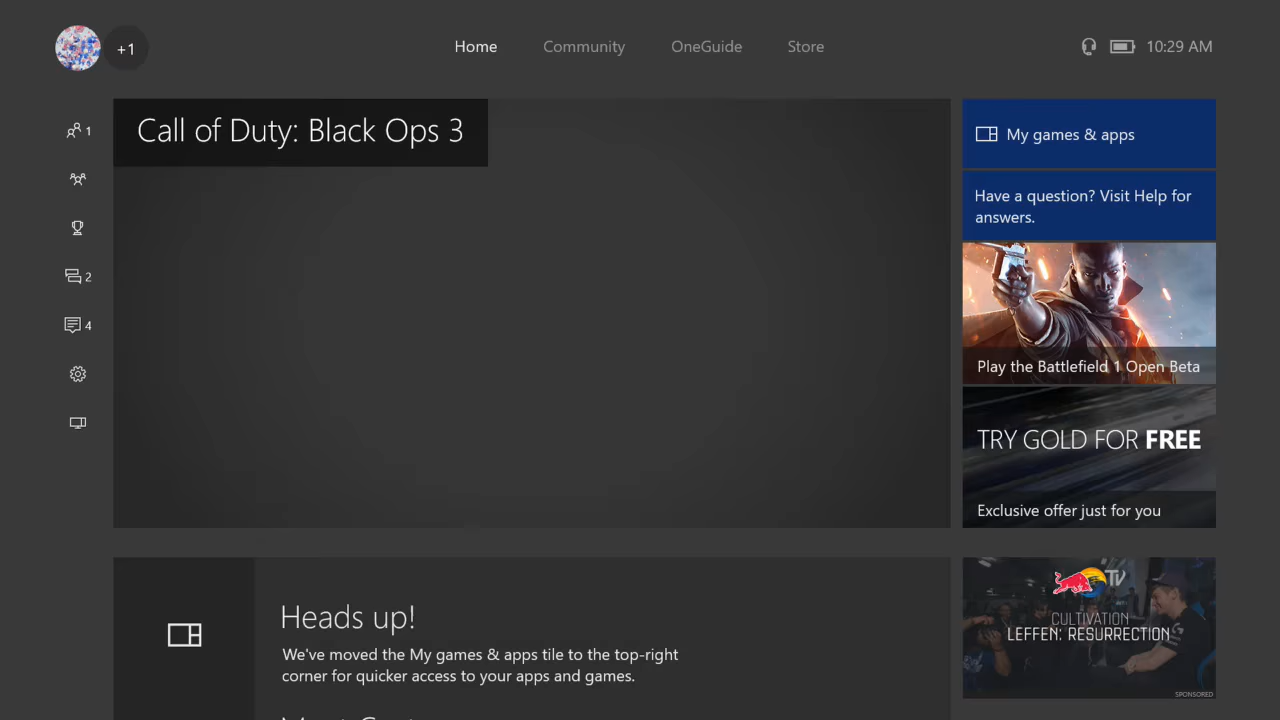 +1
Home
Community
OneGuide
Store
10:29 AM
1
2
4
Call of Duty: Black Ops 3
My games & apps
Have a question? Visit Help for
answers.
Play the Battlefield 1 Open Beta
TRY GOLD FOR FREE
Exclusive offer just for you
Heads up!
We've moved the My games & apps tile to the top-right
corner for quicker access to your apps and games.
TV
CULTIVATION
LEFFEN: RESURRECTION
SPONSORED